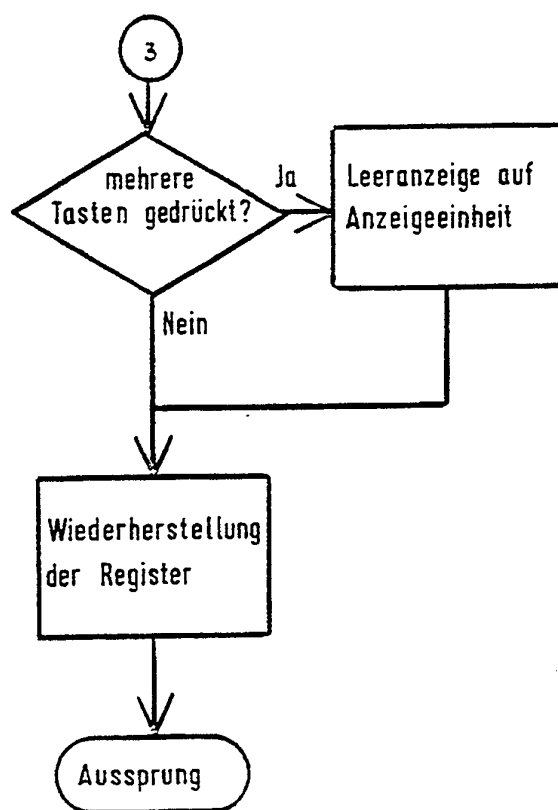 3
mehrere
Tasten gedrückt?
Ja
Leeranzeige auf
Anzeigeeinheit
Nein
Wiederherstellung
der Register
Aussprung